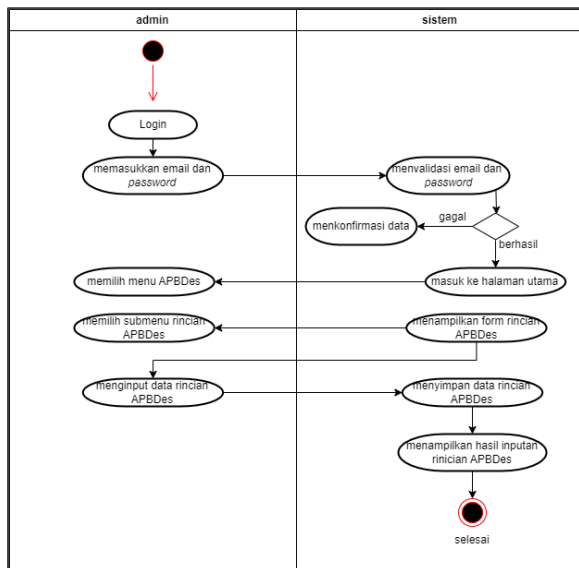 admin
sistem
Login
memasukkan email dan
password
menvalidasi email dan
password
gagal
menkonfirmasi data
berhasil
memilih menu APBDes
masuk ke halaman utama
memilih submenu rincian
APBDes
menampilkan form rincian
APBDes
menginput data rincian
APBDes
menyimpan data rincian
APBDes
menampilkan hasil inputan
rinician APBDes
selesai